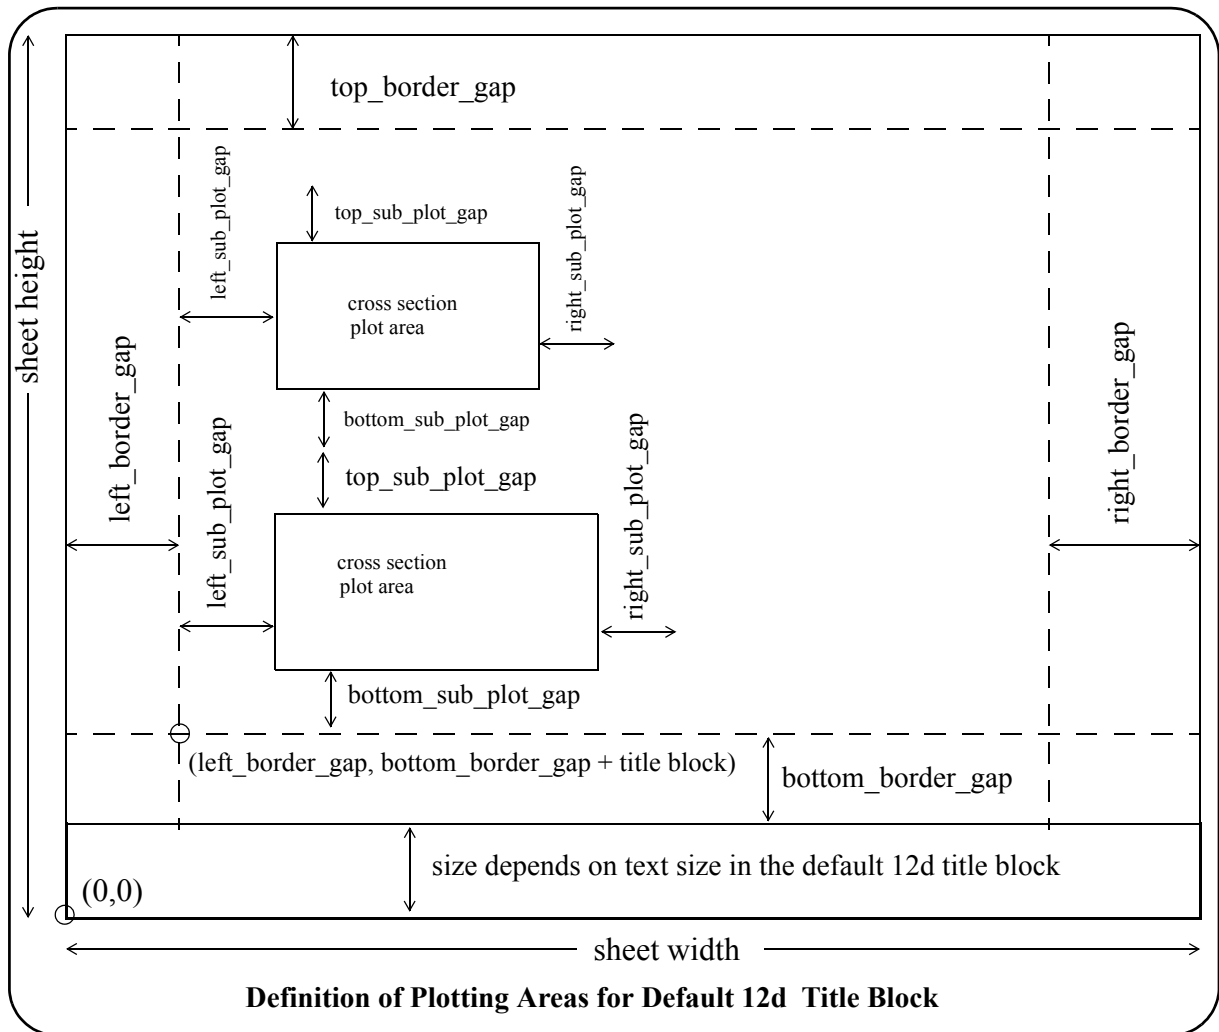 top_border_gap
left_sub_plot_gap
top_sub_plot_gap
right_sub_plot_gap
sheet height
cross section
plot area
left_border_gap
right_border_gap
bottom_sub_plot_gap
left_sub_plot_gap
top_sub_plot_gap
right_sub_plot_gap
cross section
plot area
bottom_sub_plot_gap
(left_border_gap, bottom_border_gap + title block)
bottom_border_gap
size depends on text size in the default 12d title block
(0,0)
sheet width
Definition of Plotting Areas for Default 12d Title Block